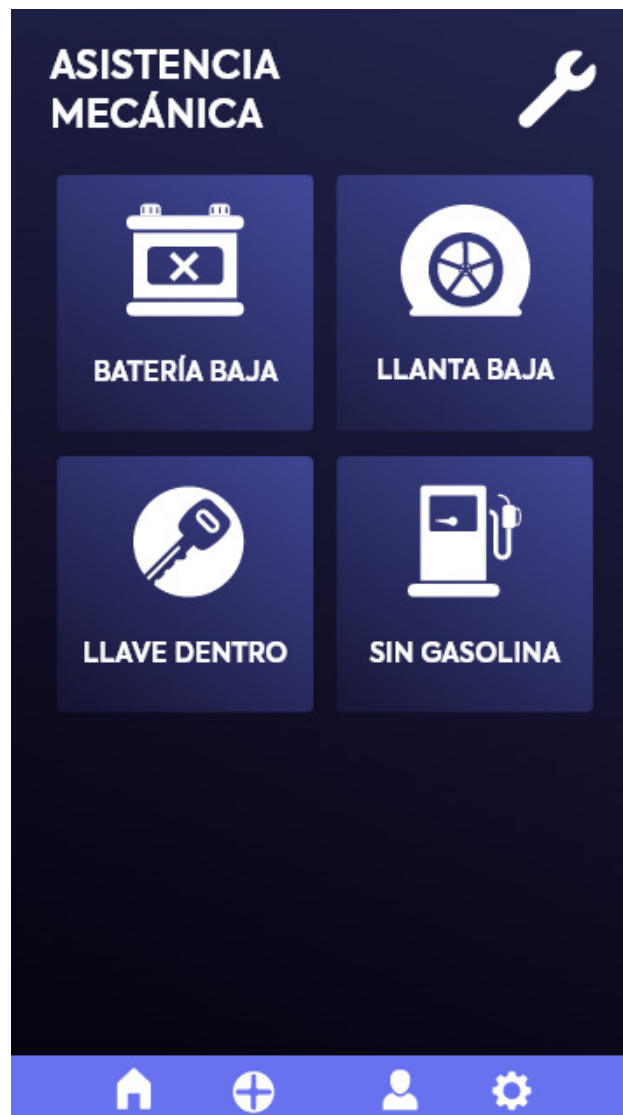 ASISTENCIA
MECÁNICA
BATERÍA BAJA
LLANTA BAJA
LLAVE DENTRO
SIN GASOLINA